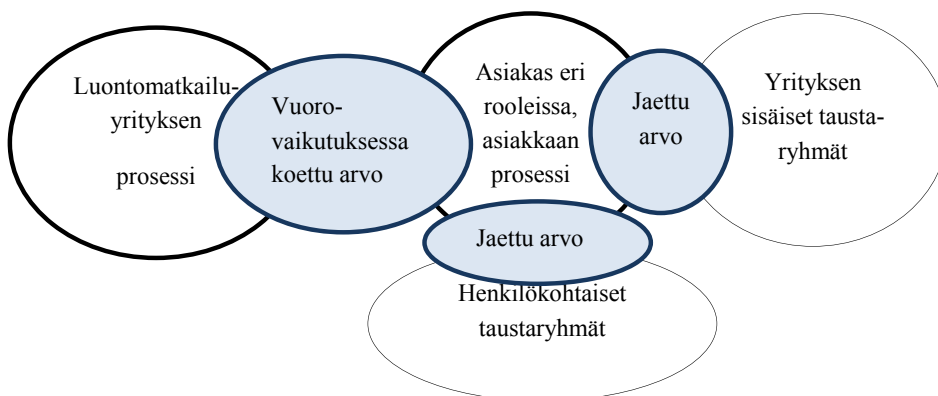 Luontomatkailu-
yrityksen
prosessi
Vuoro-
vaikutuksessa
koettu arvo
Asiakas eri
rooleissa,
asiakkaan
prosessi
Jaettu
arvo
Yrityksen
sisäiset tausta-
ryhmät
Jaettu arvo
Henkilökohtaiset
taustaryhmät